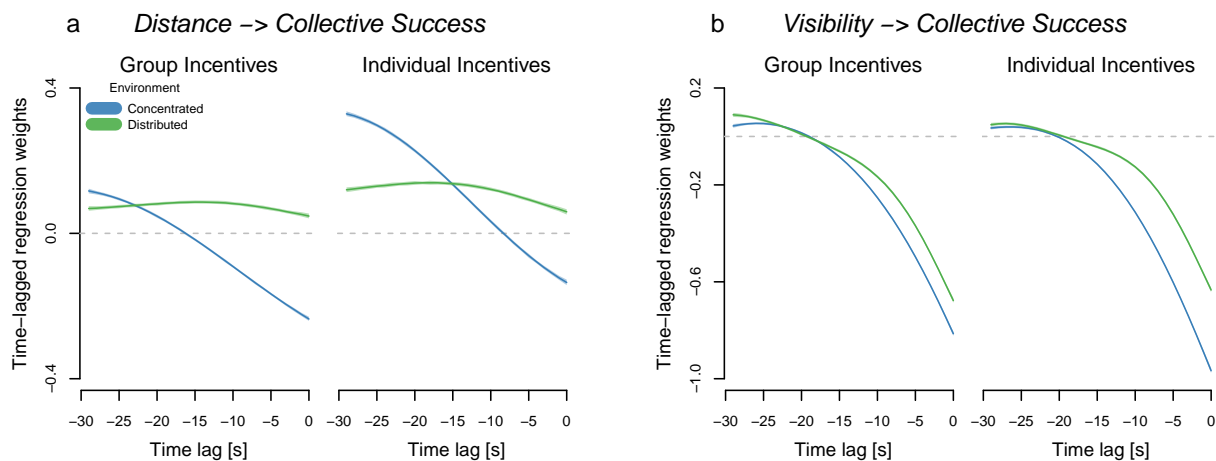 a Distance −> Collective Success
Group Incentives Individual Incentives
Time−lagged regression weights
0.4
0.0
−0.4
Environment
Concentrated
Distributed
−30 −25 −20 −15 −10 −5 0
−30 −25 −20 −15 −10 −5 0
Time lag [s] Time lag [s]
b Visibility −> Collective Success
Group Incentives Individual Incentives
Time−lagged regression weights
0.2
−0.2
−0.6
−1.0
−30 −25 −20 −15 −10 −5 0
−30 −25 −20 −15 −10 −5 0
Time lag [s] Time lag [s]